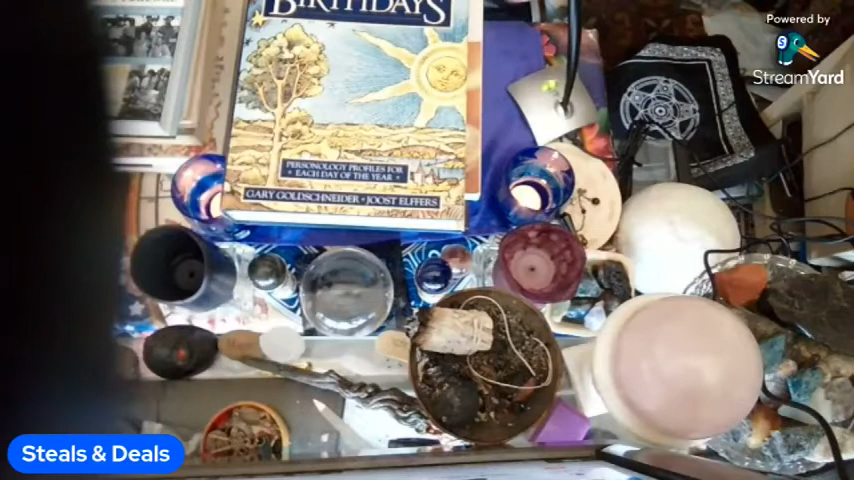 BIRTHDAYS
PERSONOLOGY PROFILES FOR
• EACH DAY OF THE YEAR •
GARY GOLDSCHNEIDER • JOOST ELFFERS
Powered by
StreamYard
Steals & Deals